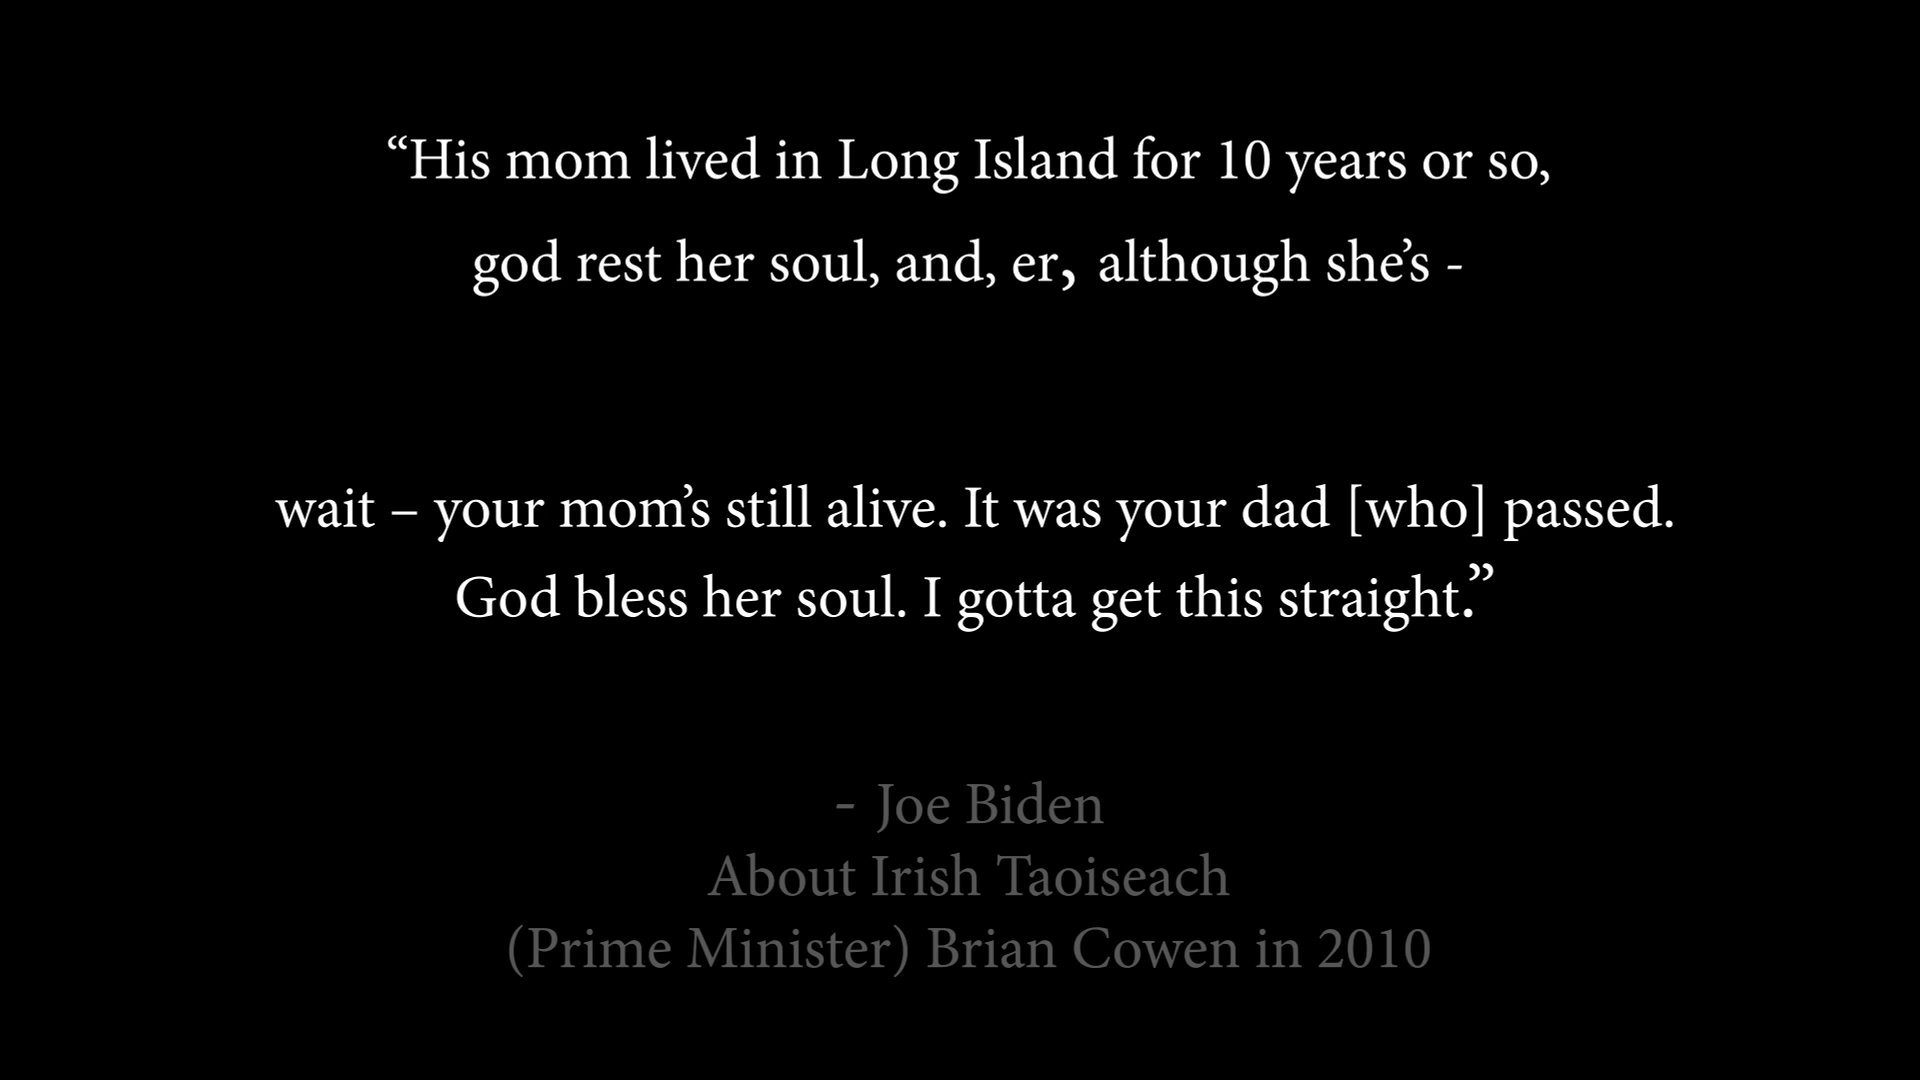 “His mom lived in Long Island for 10 years or so,
god rest her soul, and, er, although she’s -
wait – your mom’s still alive. It was your dad [who] passed.
God bless her soul. I gotta get this straight.”
- Joe Biden
About Irish Taoiseach
(Prime Minister) Brian Cowen in 2010